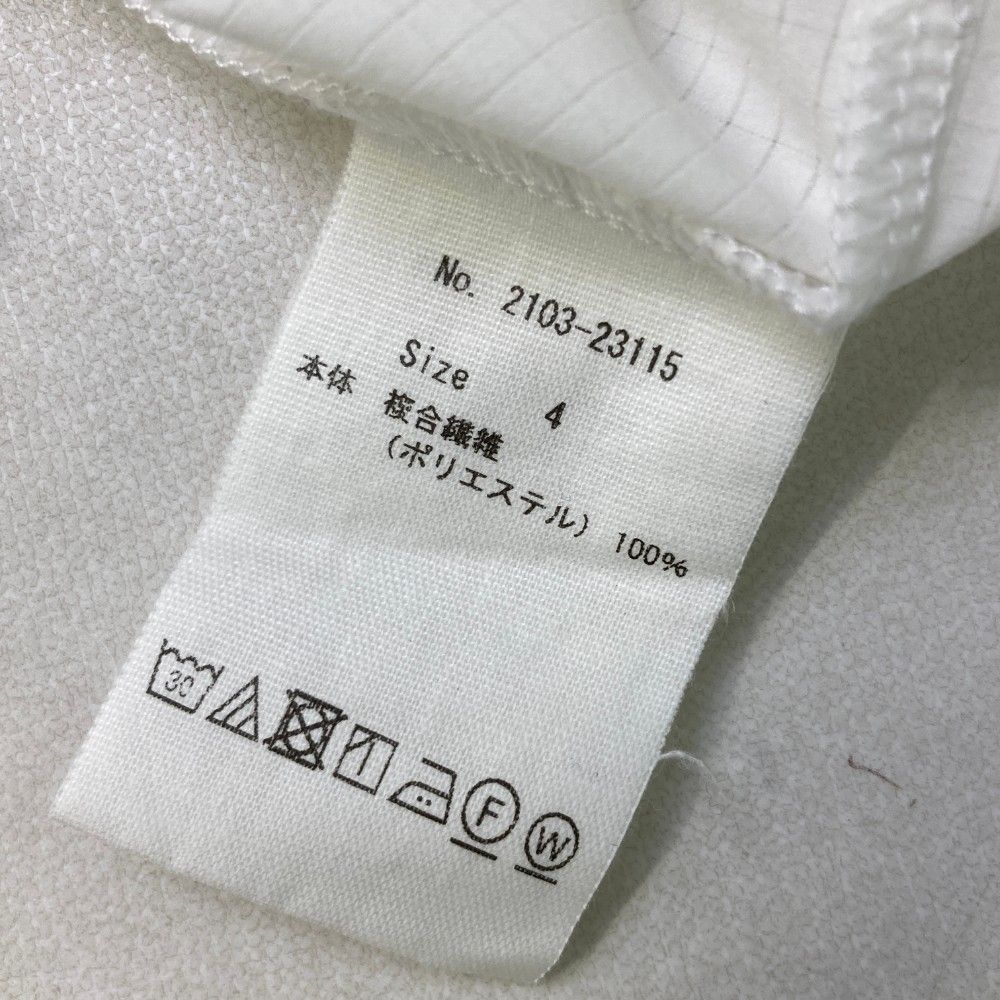 No. 2103-23115
Size 4
本体 複合繊維
(ポリエステル) 100%
30
F
W